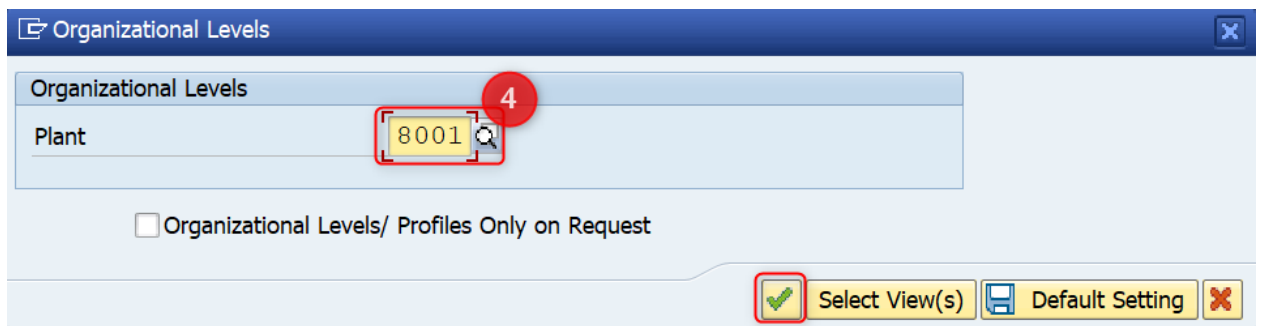 Organizational Levels
Organizational Levels
4
Plant 8001
Organizational Levels/ Profiles Only on Request
Select View(s) Default Setting